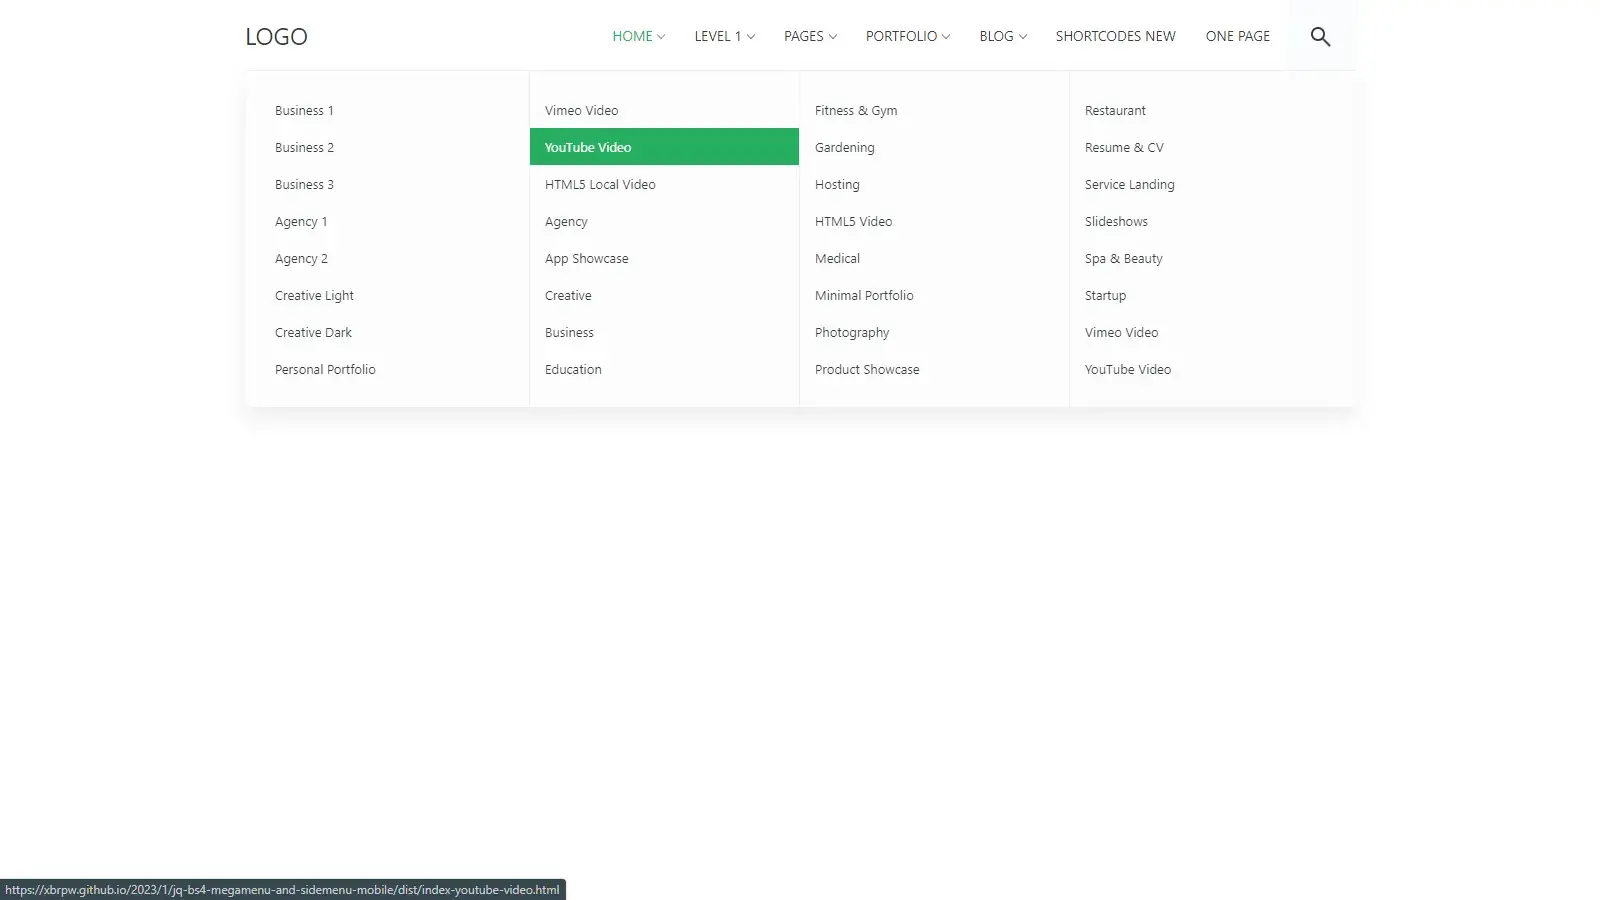 LOGO
HOME
LEVEL 1
PAGES
PORTFOLIO
BLOG
SHORTCODES NEW
ONE PAGE
Business 1
Business 2
Business 3
Agency 1
Agency 2
Creative Light
Creative Dark
Personal Portfolio
Vimeo Video
YouTube Video
HTML5 Local Video
Agency
App Showcase
Creative
Business
Education
Fitness & Gym
Gardening
Hosting
HTML5 Video
Medical
Minimal Portfolio
Photography
Product Showcase
Restaurant
Resume & CV
Service Landing
Slideshows
Spa & Beauty
Startup
Vimeo Video
YouTube Video
https://xbrpw.github.io/2023/1/jq-bs4-megamenu-and-sidemenu-mobile/dist/index-youtube-video.html